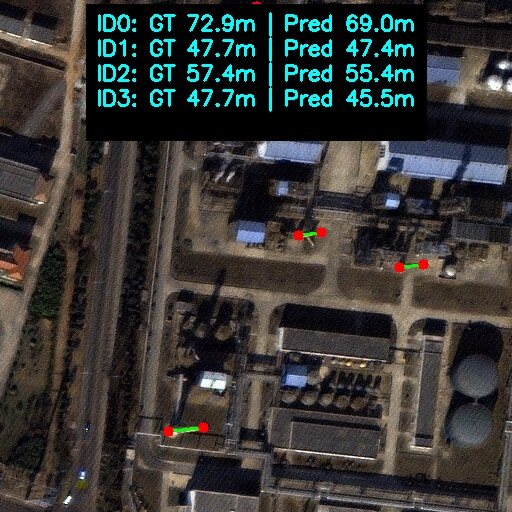 ID0: GT 72.9m | Pred 69.0m
ID1: GT 47.7m | Pred 47.4m
ID2: GT 57.4m | Pred 55.4m
ID3: GT 47.7m | Pred 45.5m